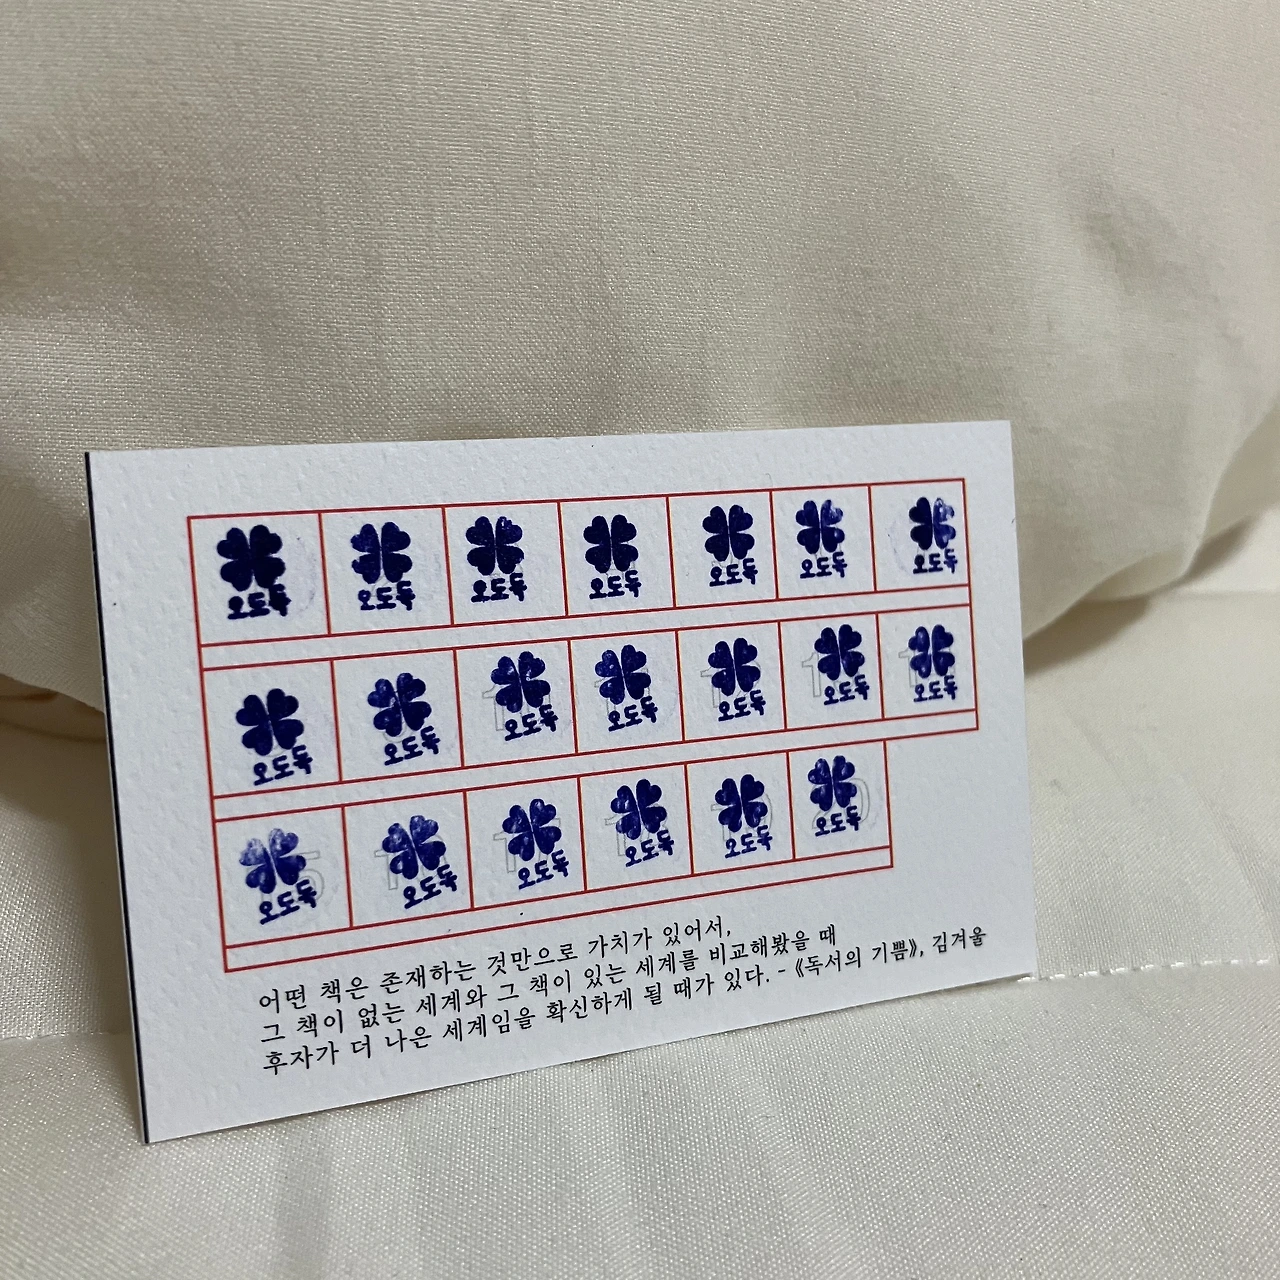 오도독 오도독 오도독 오도독 오도독 오도독 오도독
오도독 오도독 오도독 오도독 오도독 오도독 오도독
오도독 오도독 오도독 오도독 오도독 오도독
어떤 책은 존재하는 것만으로 가치가 있어서,
그 책이 없는 세계와 그 책이 있는 세계를 비교해봤을 때
후자가 더 나은 세계임을 확신하게 될 때가 있다. - 《독서의 기쁨》, 김겨울